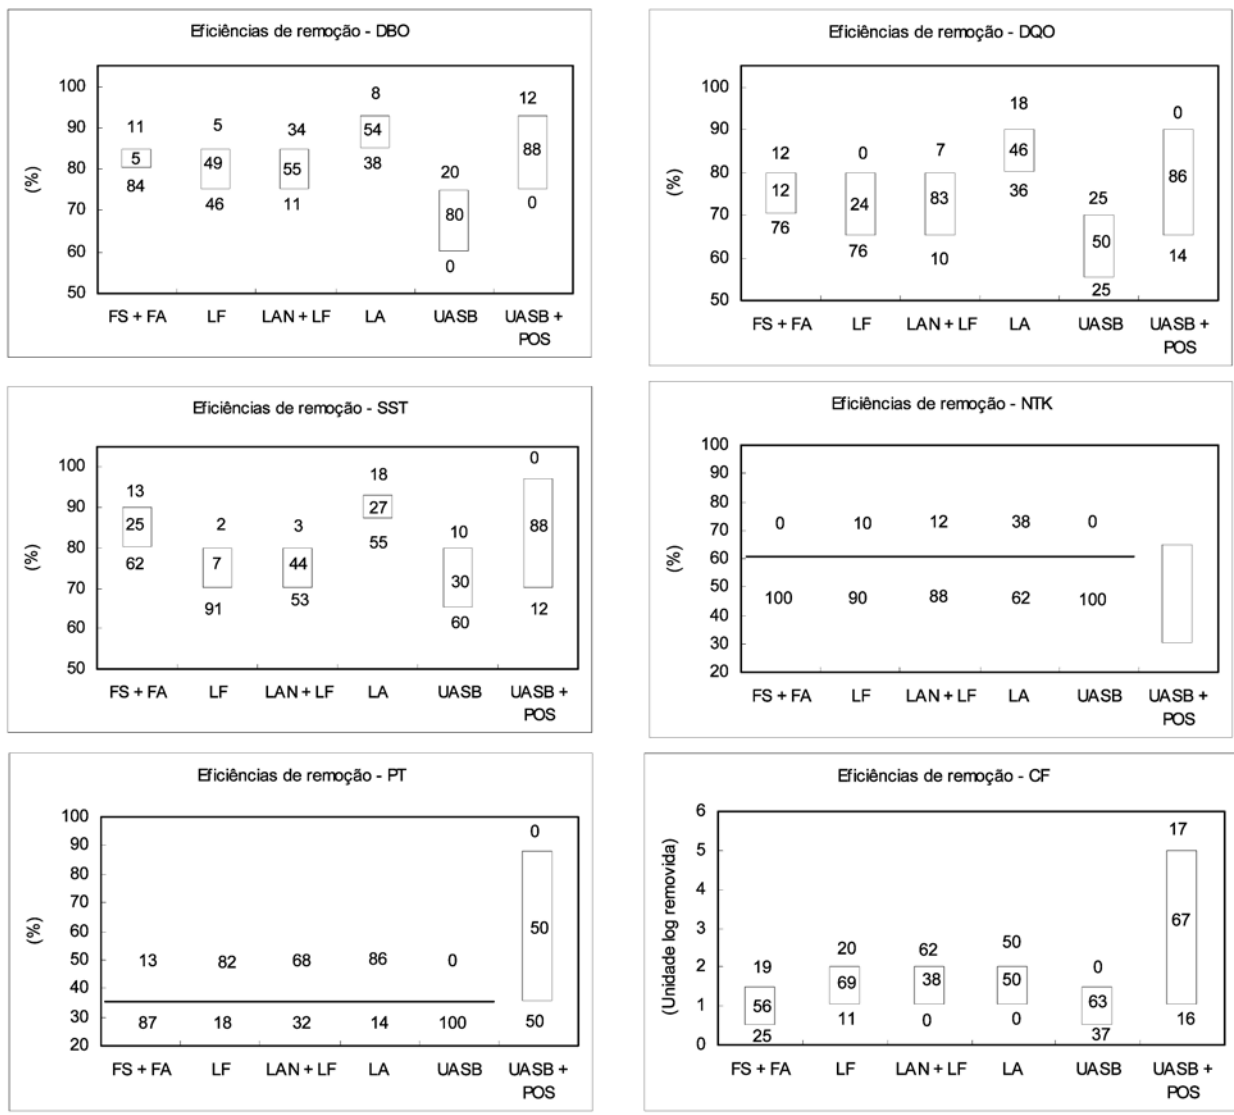 Eficiências de remoção - DBO
(%)
100
90
80
70
60
50
11
5
84
5
49
46
34
55
11
8
54
38
20
80
0
12
88
0
FS + FA
LF
LAN + LF
LA
UASB
UASB +
POS
Eficiências de remoção - DQO
(%)
100
90
80
70
60
50
12
12
76
0
24
76
7
83
10
18
46
36
25
50
25
0
86
14
FS + FA
LF
LAN + LF
LA
UASB
UASB +
POS
Eficiências de remoção - SST
(%)
100
90
80
70
60
50
13
25
62
2
7
91
3
44
53
18
27
55
10
30
60
0
88
12
FS + FA
LF
LAN + LF
LA
UASB
UASB +
POS
Eficiências de remoção - NTK
(%)
100
90
80
70
60
50
40
30
20
0
100
10
90
12
88
38
62
0
100
FS + FA
LF
LAN + LF
LA
UASB
UASB +
POS
Eficiências de remoção - PT
(%)
100
90
80
70
60
50
40
30
20
13
87
82
18
68
32
86
14
0
100
0
50
50
FS + FA
LF
LAN + LF
LA
UASB
UASB +
POS
Eficiências de remoção - CF
(Unidade log removida)
6
5
4
3
2
1
0
19
56
25
20
69
11
62
38
0
50
50
0
0
63
37
17
67
16
FS + FA
LF
LAN + LF
LA
UASB
UASB +
POS